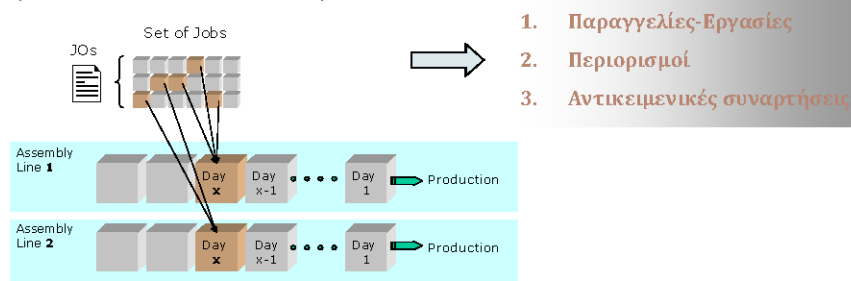 Set of Jobs
JOs
1. Παραγγελίες-Εργασίες
2. Περιορισμοί
3. Αντικειμενικές συναρτήσεις
Assembly
Line 1
Day
x
Day
x-1
Day
1
Production
Assembly
Line 2
Day
x
Day
x-1
Day
1
Production